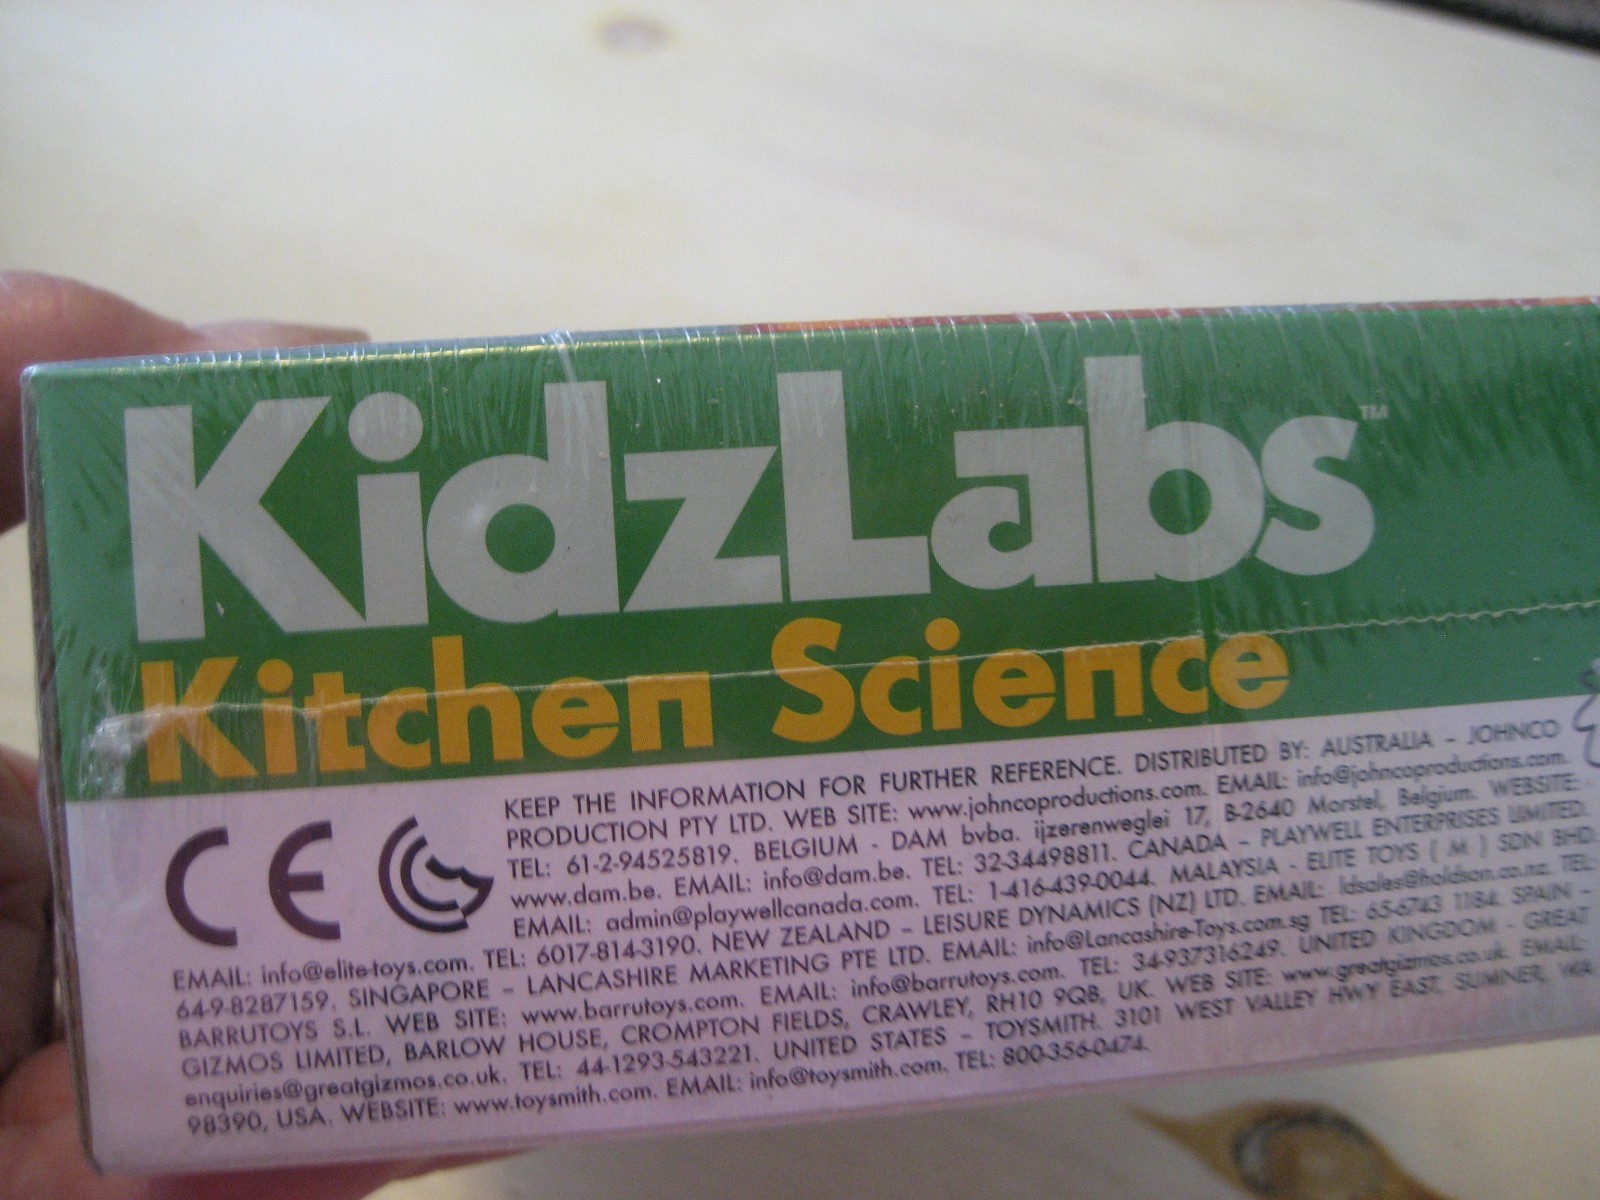 KidzLabs™
Kitchen Science
CE
KEEP THE INFORMATION FOR FURTHER REFERENCE. DISTRIBUTED BY: AUSTRALIA – JOHNCO
PRODUCTION PTY LTD. WEB SITE: www.johncoproductions.com. EMAIL: info@johncoproductions.com.
TEL: 61-2-94525819. BELGIUM - DAM bvba. ijzerenweglei 17, B-2640 Morstel, Belgium. WEBSITE:
www.dam.be. EMAIL: info@dam.be. TEL: 32-34498811. CANADA – PLAYWELL ENTERPRISES LIMITED.
EMAIL: admin@playwellcanada.com. TEL: 1-416-439-0044. MALAYSIA - ELITE TOYS ( M ) SDN BHD
EMAIL: info@elite-toys.com. TEL: 6017-814-3190. NEW ZEALAND – LEISURE DYNAMICS (NZ) LTD. EMAIL: ldsales@holdson.co.nz. TEL:
64-9-8287159. SINGAPORE – LANCASHIRE MARKETING PTE LTD. EMAIL: info@Lancashire-Toys.com.sg TEL: 65-6743 1184. SPAIN –
BARRUTOYS S.L. WEB SITE: www.barrutoys.com. EMAIL: info@barrutoys.com. TEL: 34-937316249. UNITED KINGDOM - GREAT
GIZMOS LIMITED, BARLOW HOUSE, CROMPTON FIELDS, CRAWLEY, RH10 9QB, UK. WEB SITE: www.greatgizmos.co.uk. EMAIL:
enquiries@greatgizmos.co.uk. TEL: 44-1293-543221. UNITED STATES – TOYSMITH. 3101 WEST VALLEY HWY EAST, SUMNER, WA
98390, USA. WEBSITE: www.toysmith.com. EMAIL: info@toysmith.com. TEL: 800-356-0474.